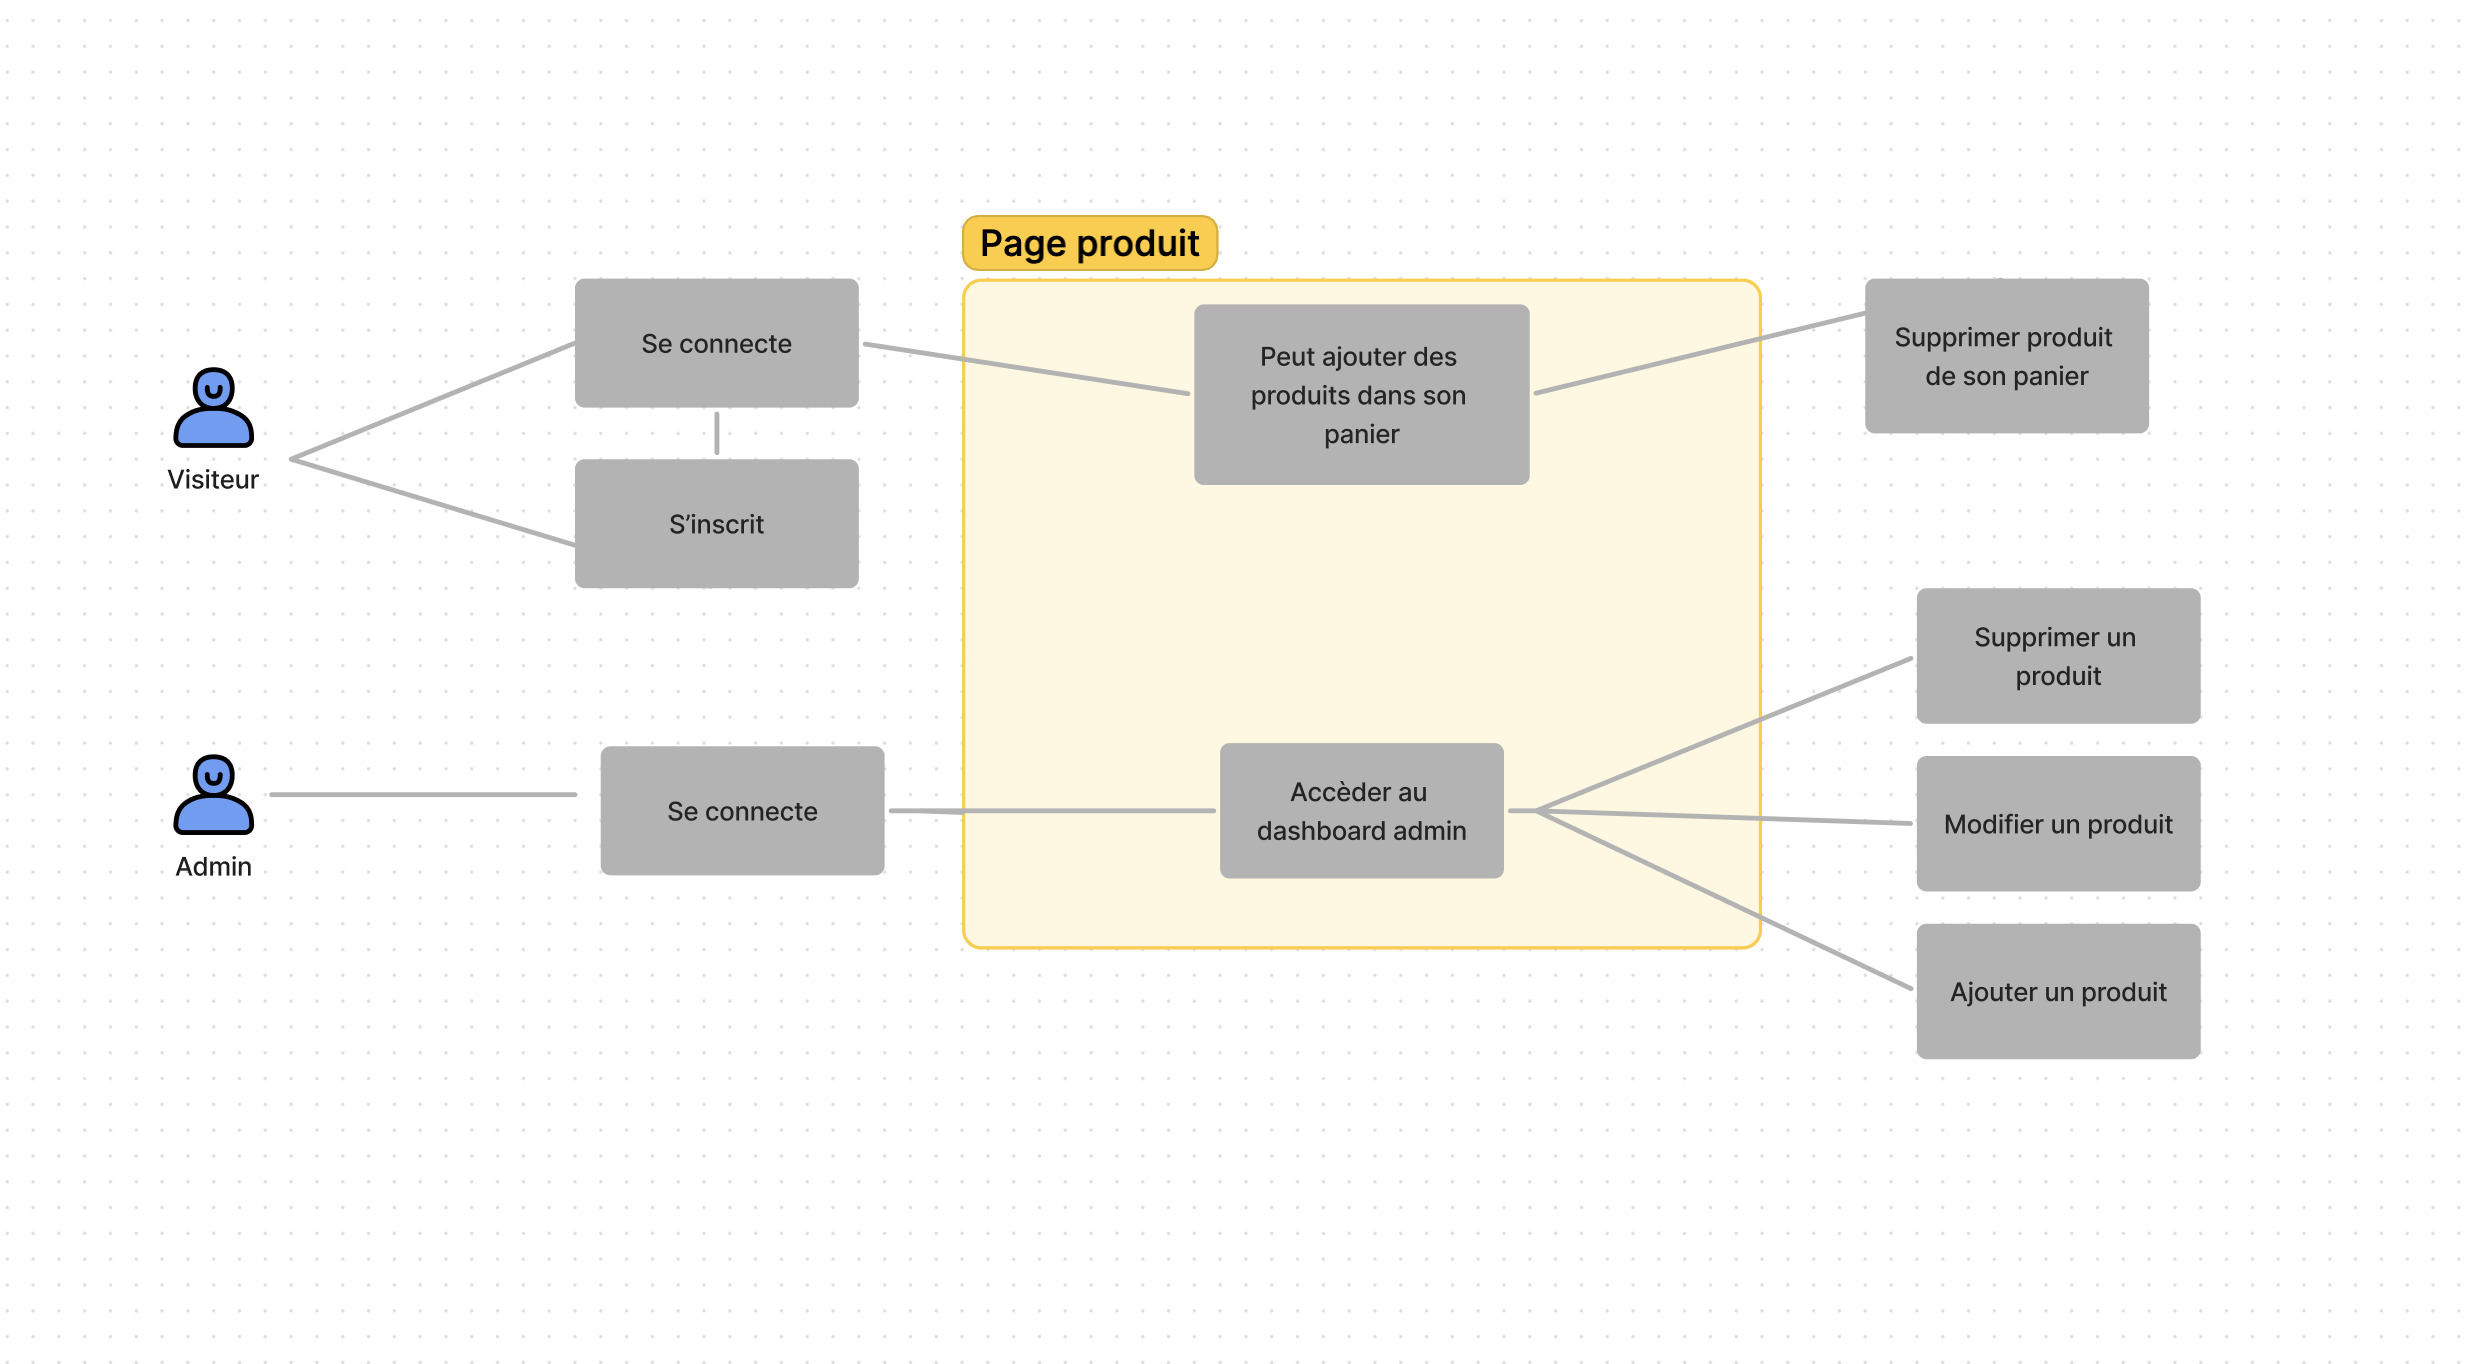 Page produit
Se connecte
Peut ajouter des
produits dans son
panier
Supprimer produit
de son panier
Visiteur
S'inscrit
Supprimer un
produit
Admin
Se connecte
Accèder au
dashboard admin
Modifier un produit
Ajouter un produit